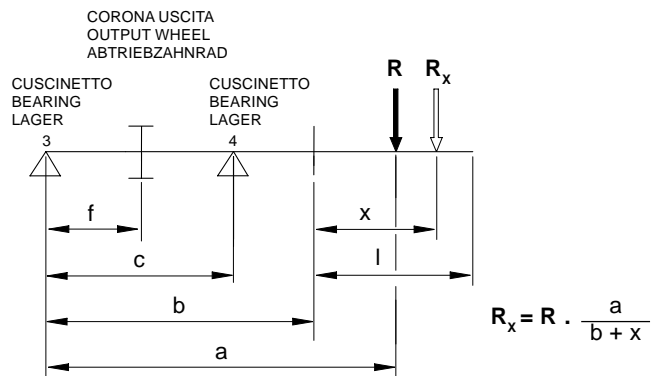 CORONA USCITA
OUTPUT WHEEL
ABTRIEBZAHNRAD
CUSCINETTO
BEARING
LAGER
3
CUSCINETTO
BEARING
LAGER
4
R
Rₓ
f
x
c
l
b
a
Rₓ = R . a / (b + x)